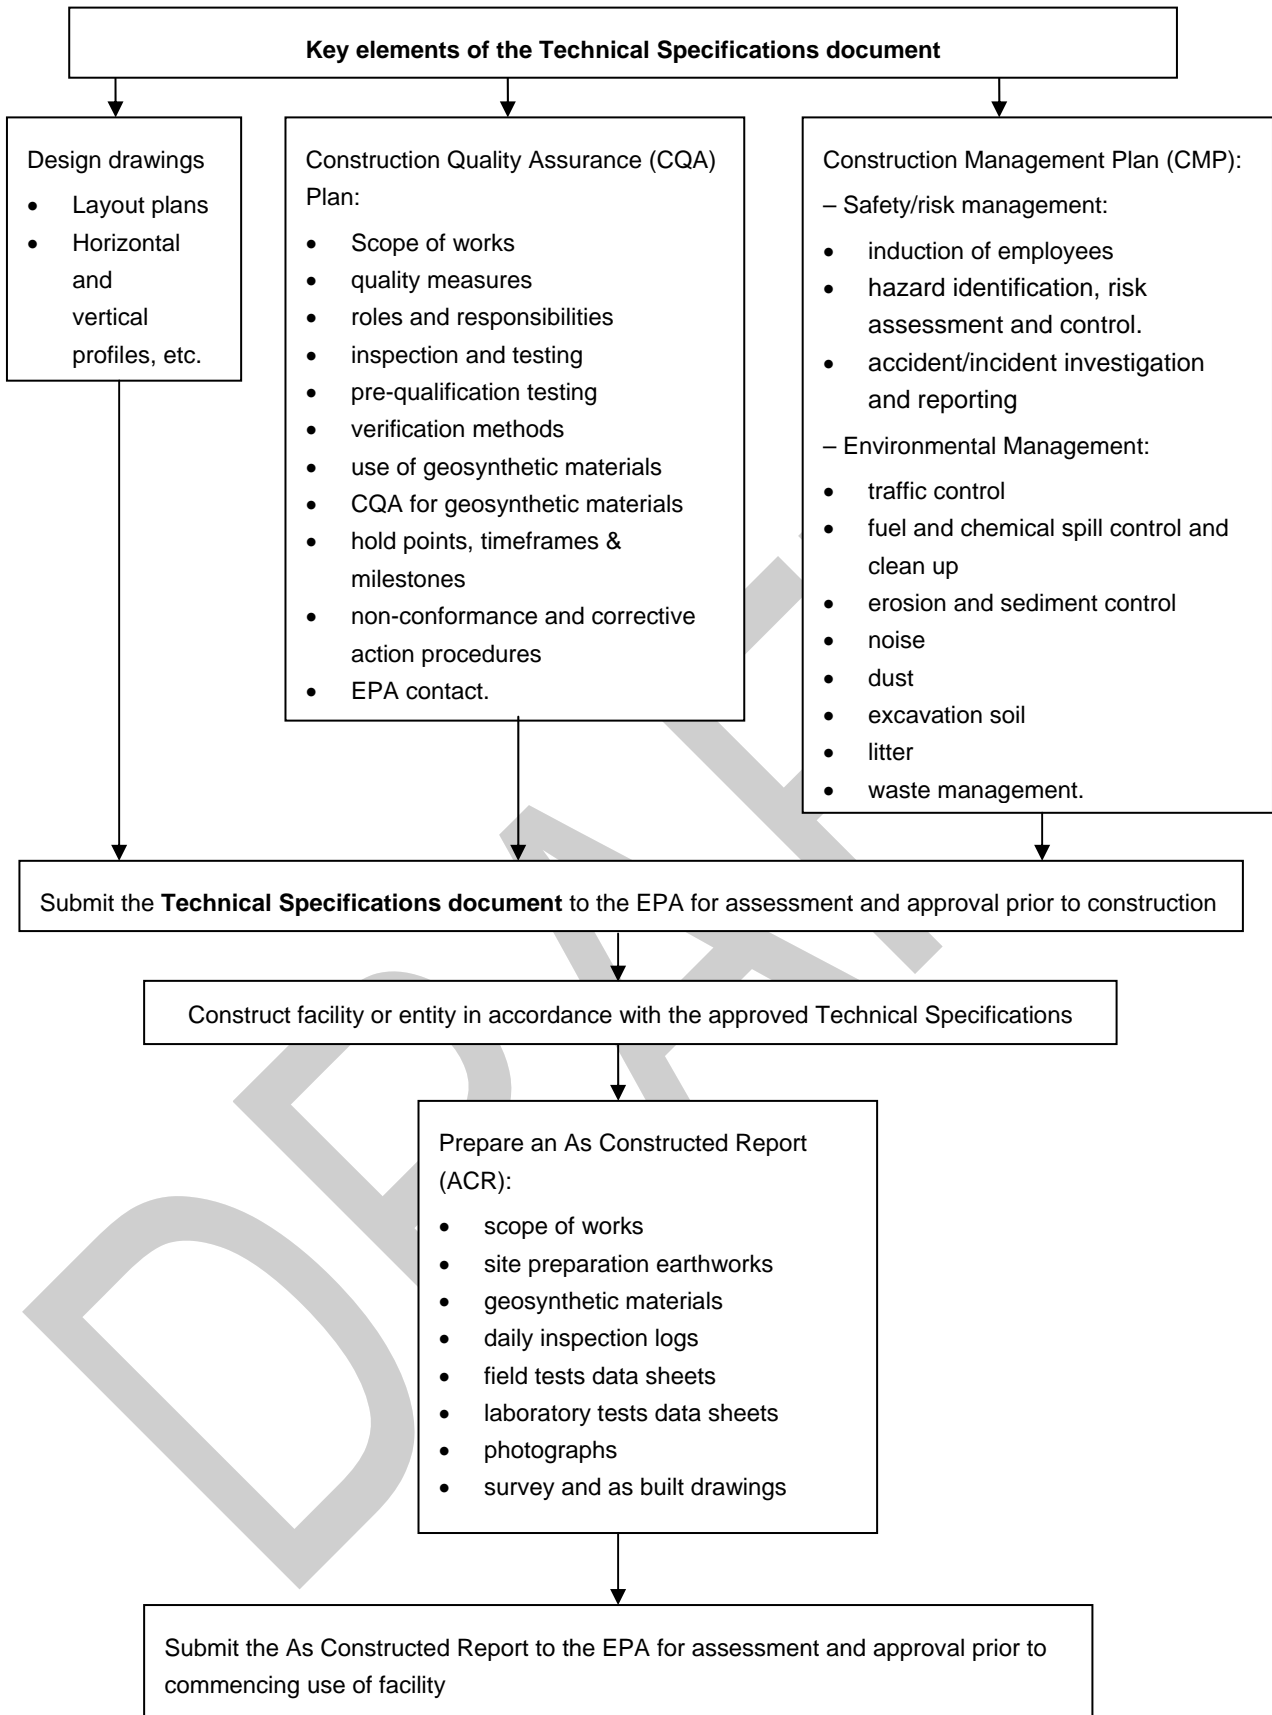 Key elements of the Technical Specifications document
Design drawings
• Layout plans
• Horizontal
and
vertical
profiles, etc.
Construction Quality Assurance (CQA)
Plan:
• Scope of works
• quality measures
• roles and responsibilities
• inspection and testing
• pre-qualification testing
• verification methods
• use of geosynthetic materials
• CQA for geosynthetic materials
• hold points, timeframes &
milestones
• non-conformance and corrective
action procedures
• EPA contact.
Construction Management Plan (CMP):
– Safety/risk management:
• induction of employees
• hazard identification, risk
assessment and control.
• accident/incident investigation
and reporting
– Environmental Management:
• traffic control
• fuel and chemical spill control and
clean up
• erosion and sediment control
• noise
• dust
• excavation soil
• litter
• waste management.
Submit the Technical Specifications document to the EPA for assessment and approval prior to construction
Construct facility or entity in accordance with the approved Technical Specifications
Prepare an As Constructed Report
(ACR):
• scope of works
• site preparation earthworks
• geosynthetic materials
• daily inspection logs
• field tests data sheets
• laboratory tests data sheets
• photographs
• survey and as built drawings
Submit the As Constructed Report to the EPA for assessment and approval prior to
commencing use of facility
DRAFT